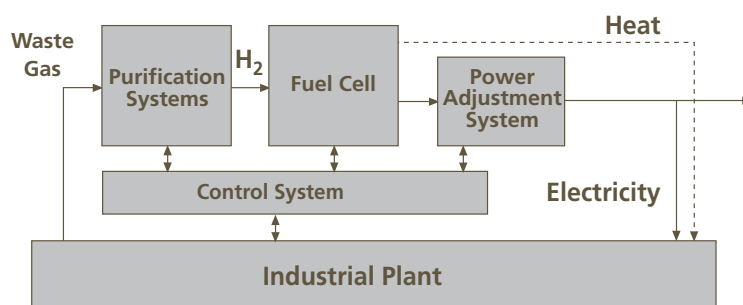 Waste
Gas
Purification
Systems
H₂
Fuel Cell
Heat
Power
Adjustment
System
Control System
Electricity
Industrial Plant